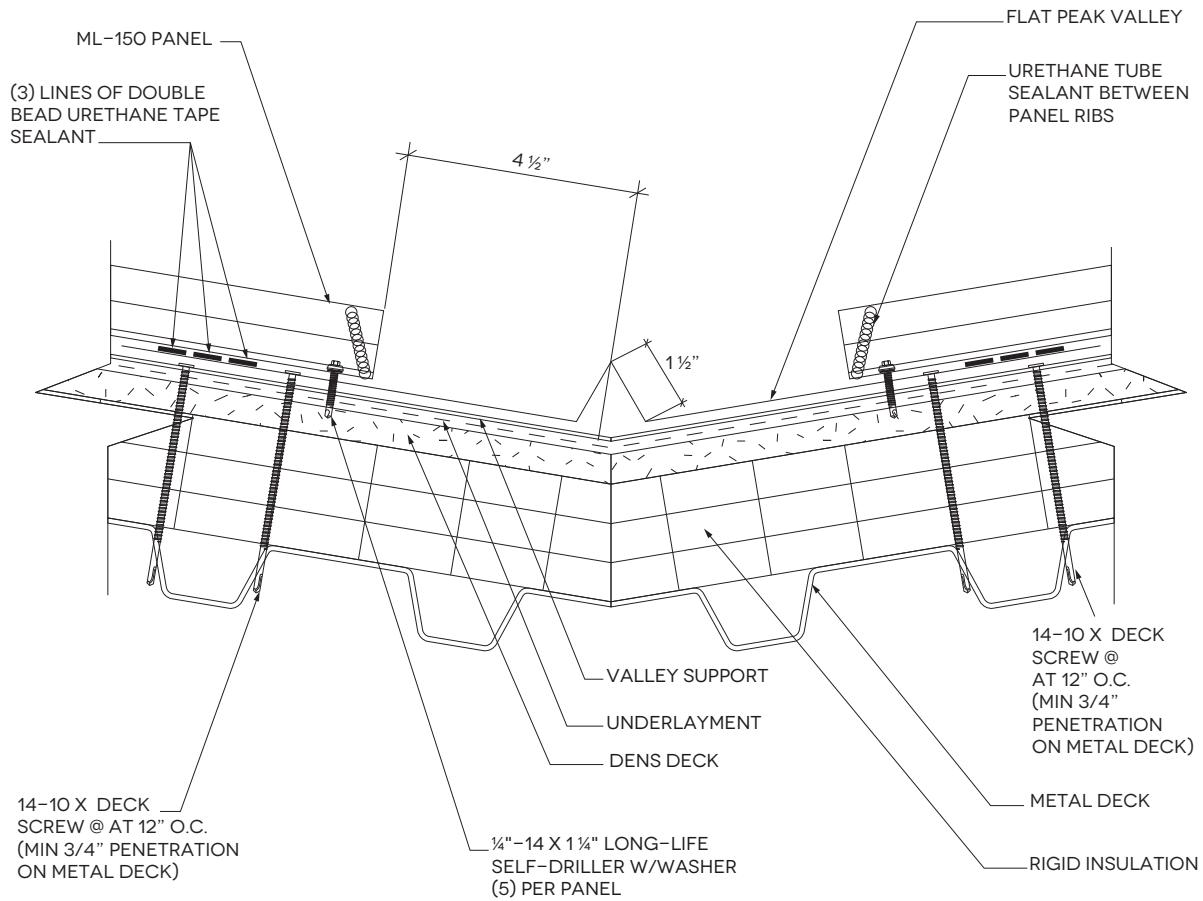 FLAT PEAK VALLEY
ML-150 PANEL
(3) LINES OF DOUBLE
BEAD URETHANE TAPE
SEALANT
URETHANE TUBE
SEALANT BETWEEN
PANEL RIBS
4 ½”
1 ½”
VALLEY SUPPORT
UNDERLAYMENT
DENS DECK
14-10 X DECK
SCREW @
AT 12” O.C.
(MIN 3/4”
PENETRATION
ON METAL DECK)
METAL DECK
RIGID INSULATION
14-10 X DECK
SCREW @ AT 12” O.C.
(MIN 3/4” PENETRATION
ON METAL DECK)
¼"-14 X 1 ¼" LONG-LIFE
SELF-DRILLER W/WASHER
(5) PER PANEL